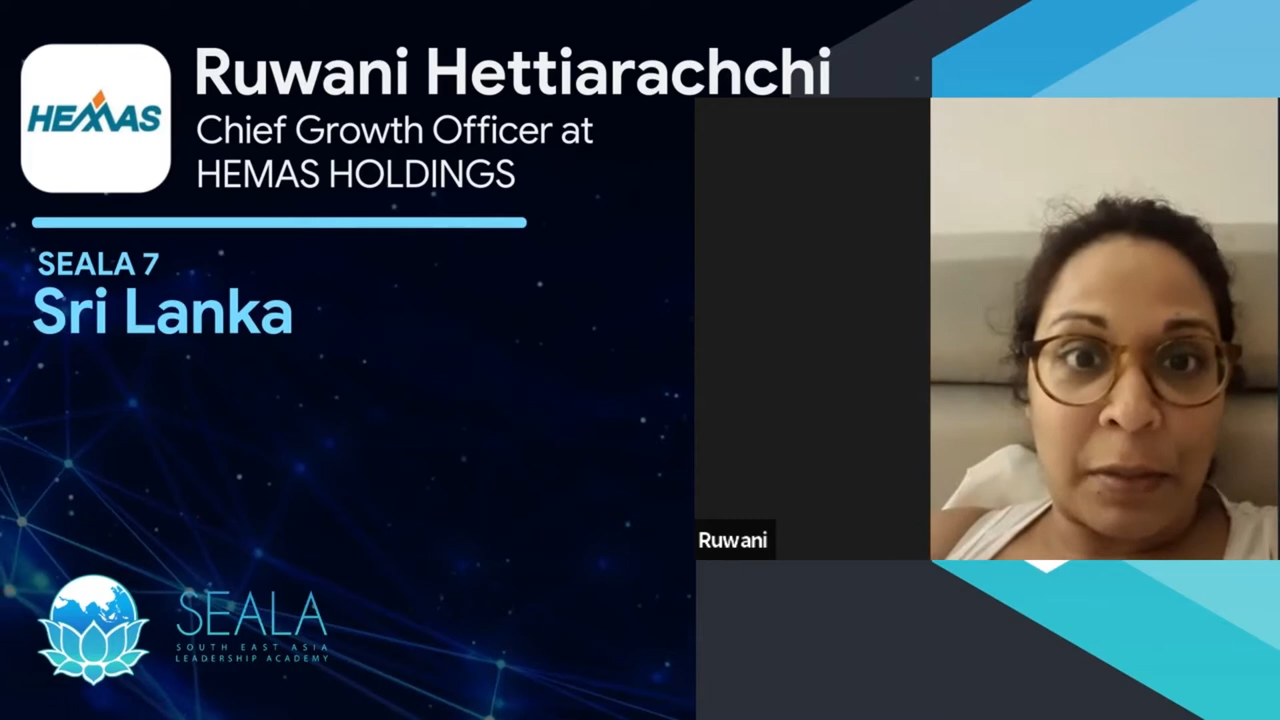 HEMAS
Ruwani Hettiarachchi
Chief Growth Officer at
HEMAS HOLDINGS
SEALA 7
Sri Lanka
Ruwani
SEALA
SOUTH EAST ASIA
LEADERSHIP ACADEMY